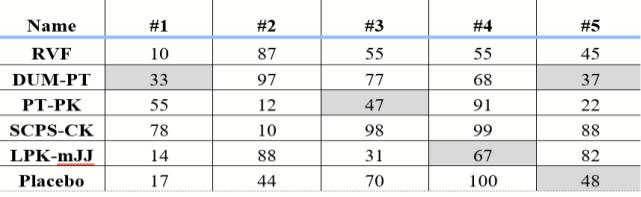 Name #1 #2 #3 #4 #5
RVF 10 87 55 55 45
DUM-PT 33 97 77 68 37
PT-PK 55 12 47 91 22
SCPS-CK 78 10 98 99 88
LPK-mJJ 14 88 31 67 82
Placebo 17 44 70 100 48